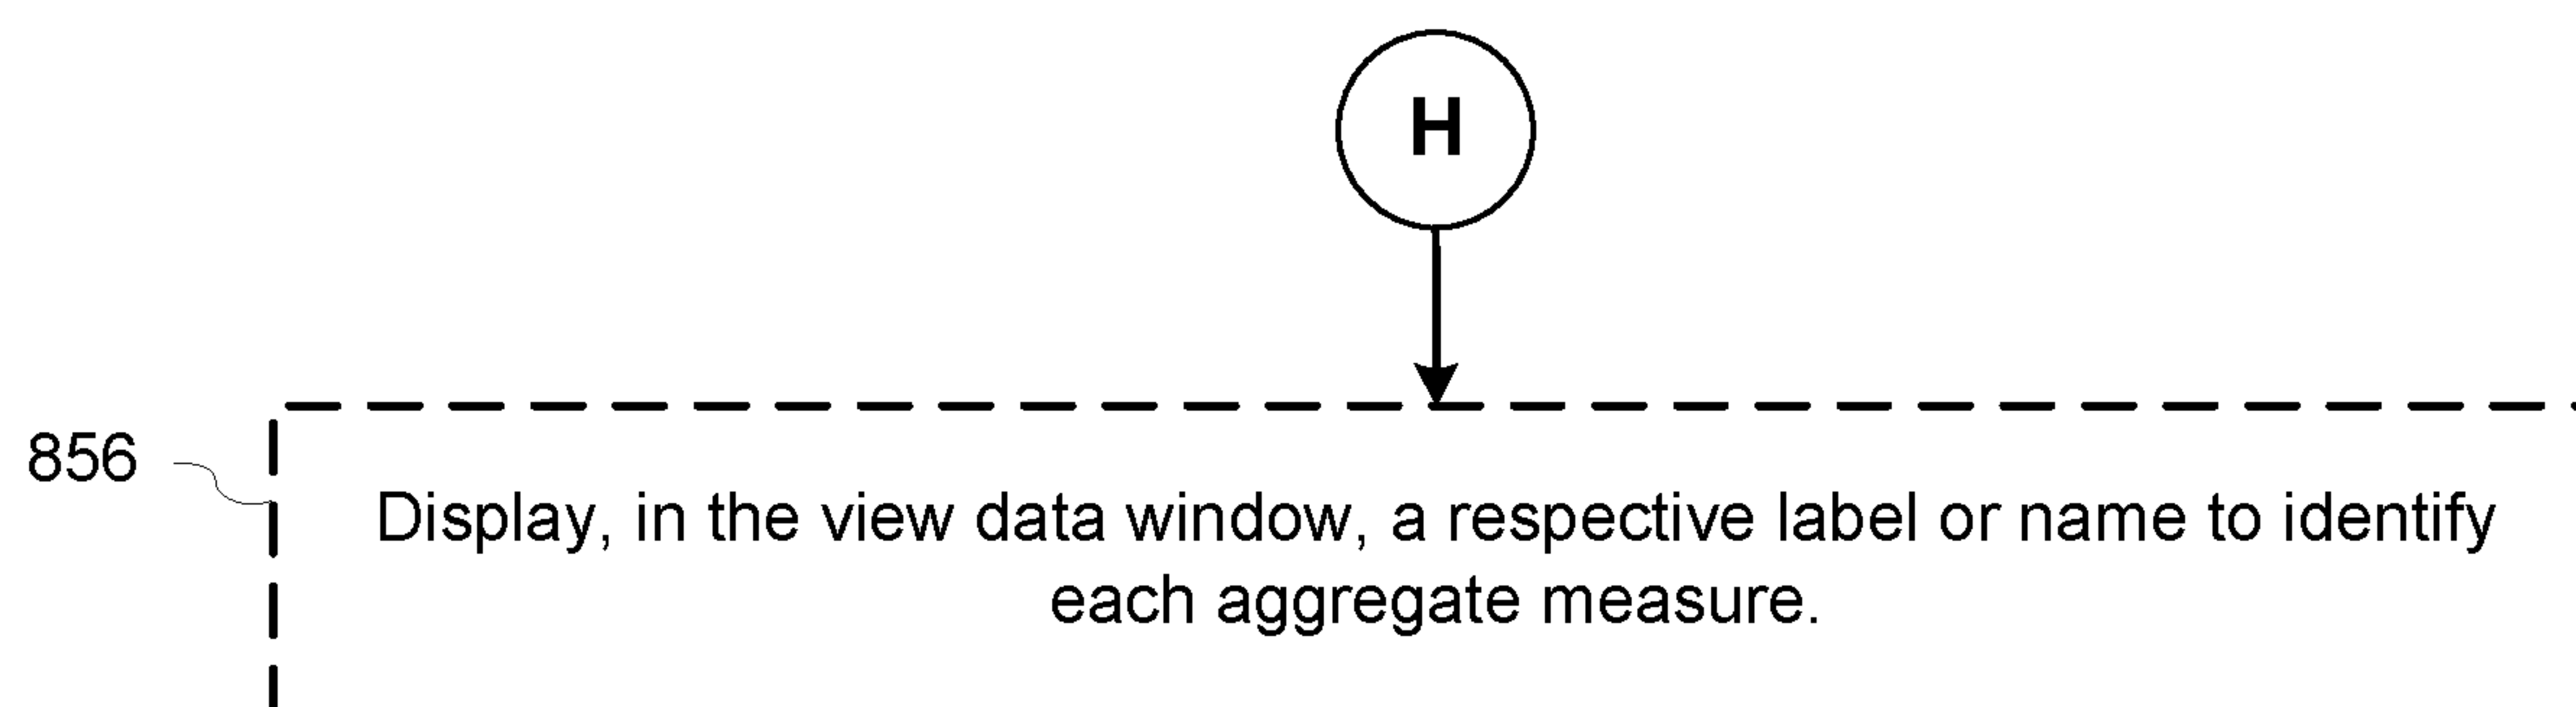 H
856
Display, in the view data window, a respective label or name to identify
each aggregate measure.